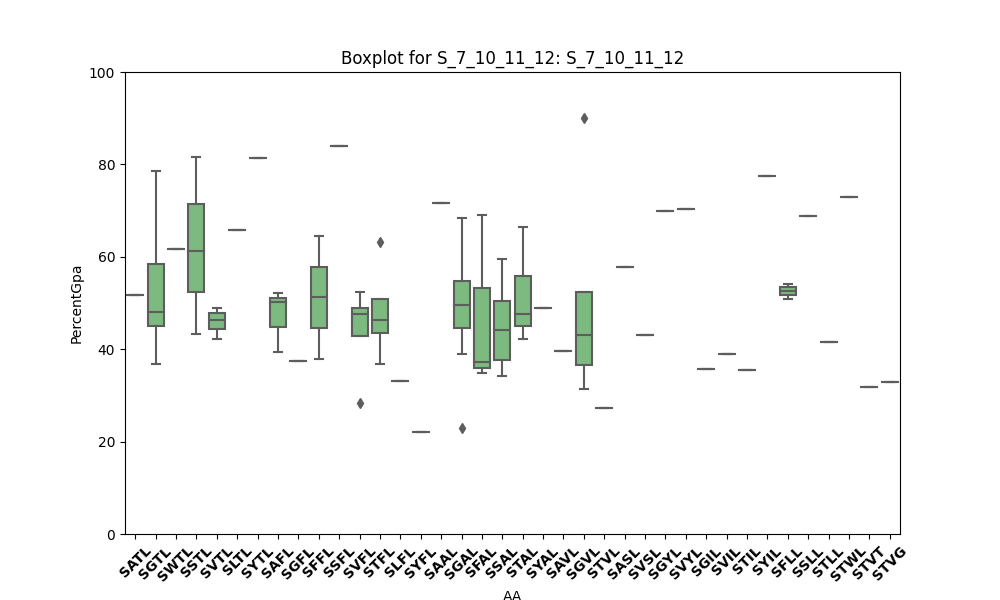 Boxplot for S_7_10_11_12: S_7_10_11_12
100
80
60
40
20
0
PercentGpa
SATL SGTL SWTL SSTL SVTL SLTL SYTL SAFL SGFL SFFL SSFL SVFL STFL SLFL SYFL SAAL SGAL SFAL SSAL STAL SYAL SAVL SGVL STVL SASL SVSL SGYL SVYL SGIL SVIL STIL SYIL SFLL SSLL STLL STWL STVT STVG
AA